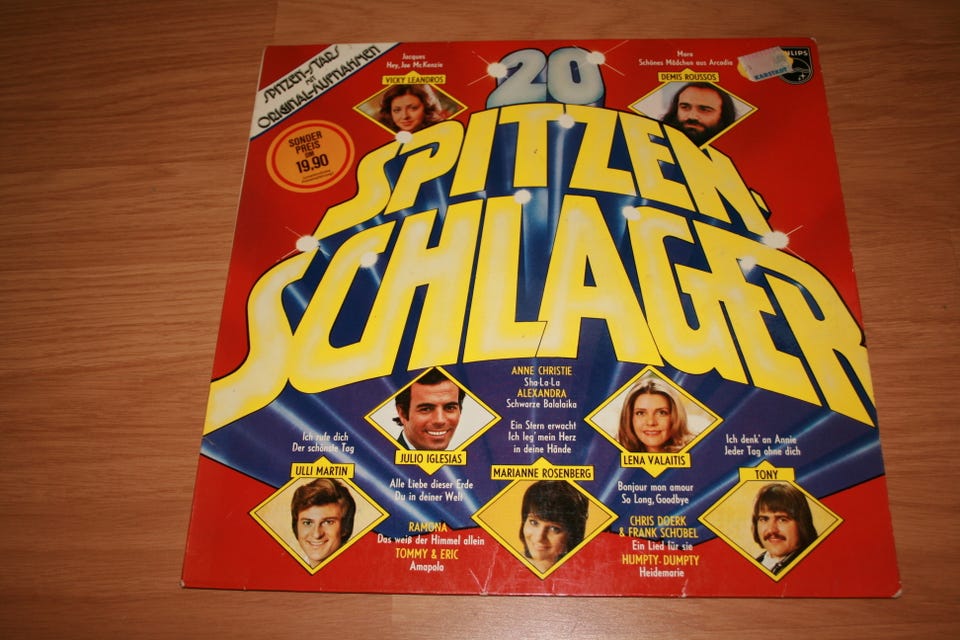 SPITZEN-STARS
MIT
ORIGINAL-AUFNAHMEN
Jacques
Hey, Joe McKenzie
VICKY LEANDROS
20
More
Schönes Mädchen aus Arcadia
DEMIS ROUSSOS
PHILIPS
KARSTADT
SONDER
PREIS
DM
19.90
SPITZEN-
SCHLAGER
ANNE CHRISTIE
Sha-La-La
ALEXANDRA
Schwarze Balalaika
Ein Stern erwacht
Ich leg' mein Herz
in deine Hände
Ich rufe dich
Der schönste Tag
ULLI MARTIN
JULIO IGLESIAS
Alle Liebe dieser Erde
Du in deiner Welt
MARIANNE ROSENBERG
LENA VALAITIS
Bonjour mon amour
So Long, Goodbye
Ich denk' an Annie
Jeder Tag ohne dich
TONY
RAMONA
Das weiß der Himmel allein
TOMMY & ERIC
Amapola
CHRIS DOERK
& FRANK SCHÖBEL
Ein Lied für sie
HUMPTY-DUMPTY
Heidemarie